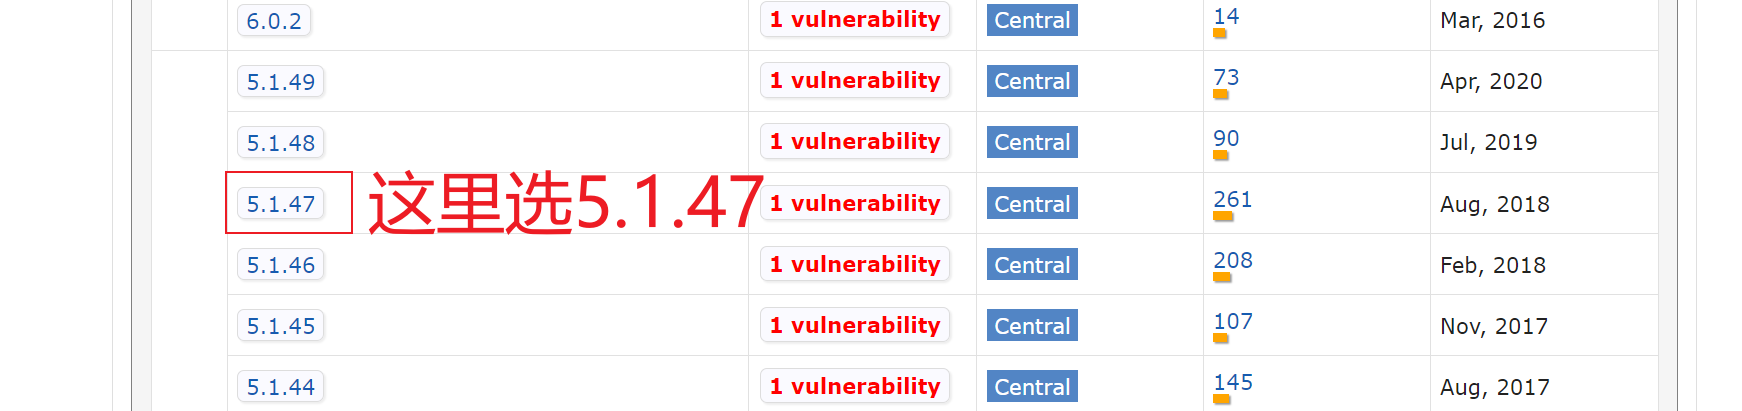 6.0.2 1 vulnerability Central 14 Mar, 2016
5.1.49 1 vulnerability Central 73 Apr, 2020
5.1.48 1 vulnerability Central 90 Jul, 2019
5.1.47 这里选5.1.47 1 vulnerability Central 261 Aug, 2018
5.1.46 1 vulnerability Central 208 Feb, 2018
5.1.45 1 vulnerability Central 107 Nov, 2017
5.1.44 1 vulnerability Central 145 Aug, 2017